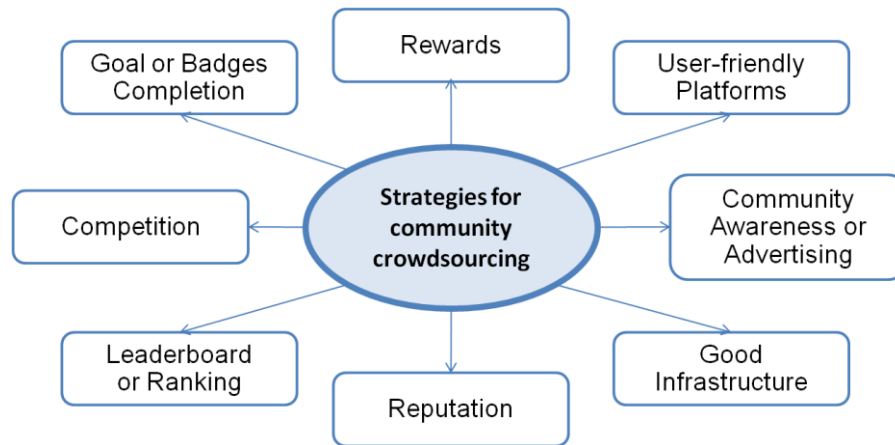 Rewards
Goal or Badges
Completion
User-friendly
Platforms
Strategies for
community
crowdsourcing
Competition
Community
Awareness or
Advertising
Leaderboard
or Ranking
Reputation
Good
Infrastructure